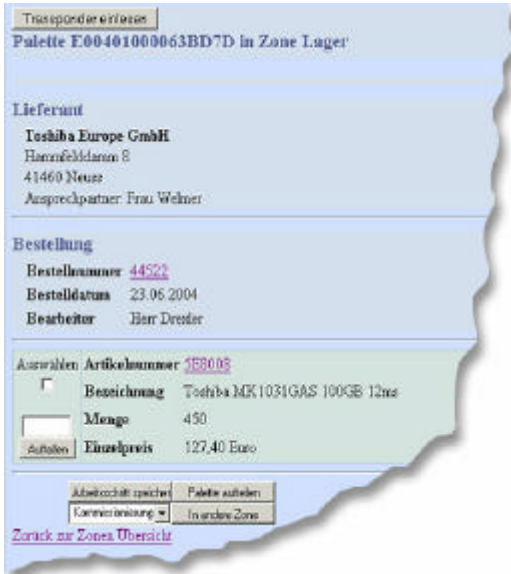 Transponder einlesen
Palette E00401000063BD7D in Zone Lager
Lieferant
Toshiba Europe GmbH
Hammfelddamm 8
41460 Neuss
Ansprechpartner: Frau Welmer
Bestellung
Bestellnummer 44522
Bestelldatum 23.06.2004
Bearbeiter Herr Drexler
Auswählen Artikelnummer 5E8008
Bezeichnung Toshiba MK1031GAS 100GB 12ms
Menge 450
Aufteilen Einzelpreis 127,40 Euro
Arbeitsschritt speicher Palette aufteilen
Kommissionierung In andere Zone
Zurück zur Zonen Übersicht